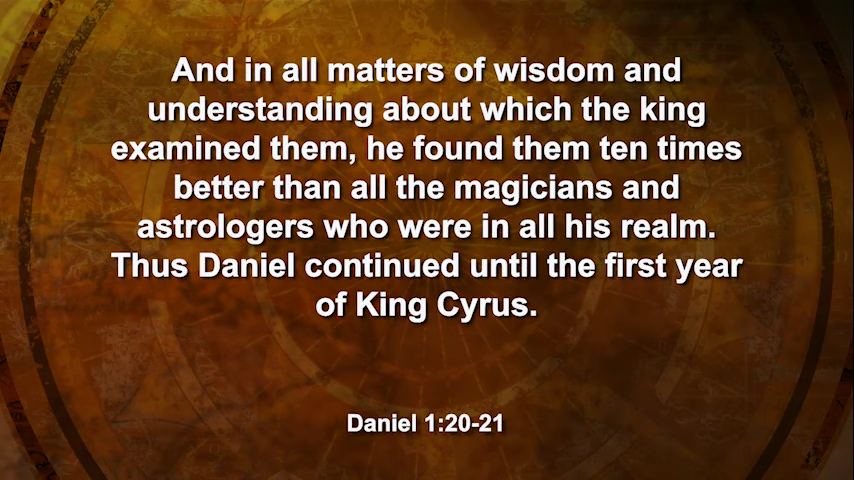 And in all matters of wisdom and
understanding about which the king
examined them, he found them ten times
better than all the magicians and
astrologers who were in all his realm.
Thus Daniel continued until the first year
of King Cyrus.
Daniel 1:20-21